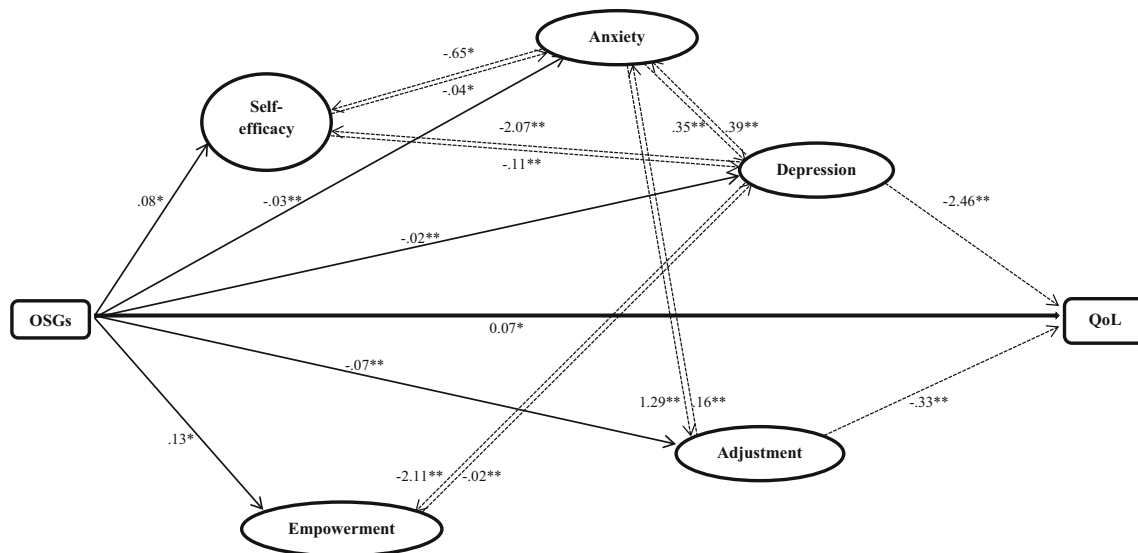 Anxiety
-.65*
-.04*
Self-
efficacy
-2.07**
-.11**
.35**
.39**
Depression
.08*
-.03**
-2.46**
-.02**
OSGs
QoL
0.07*
-.07**
1.29**
.16**
-.33**
.13*
Adjustment
-2.11**
-.02**
Empowerment